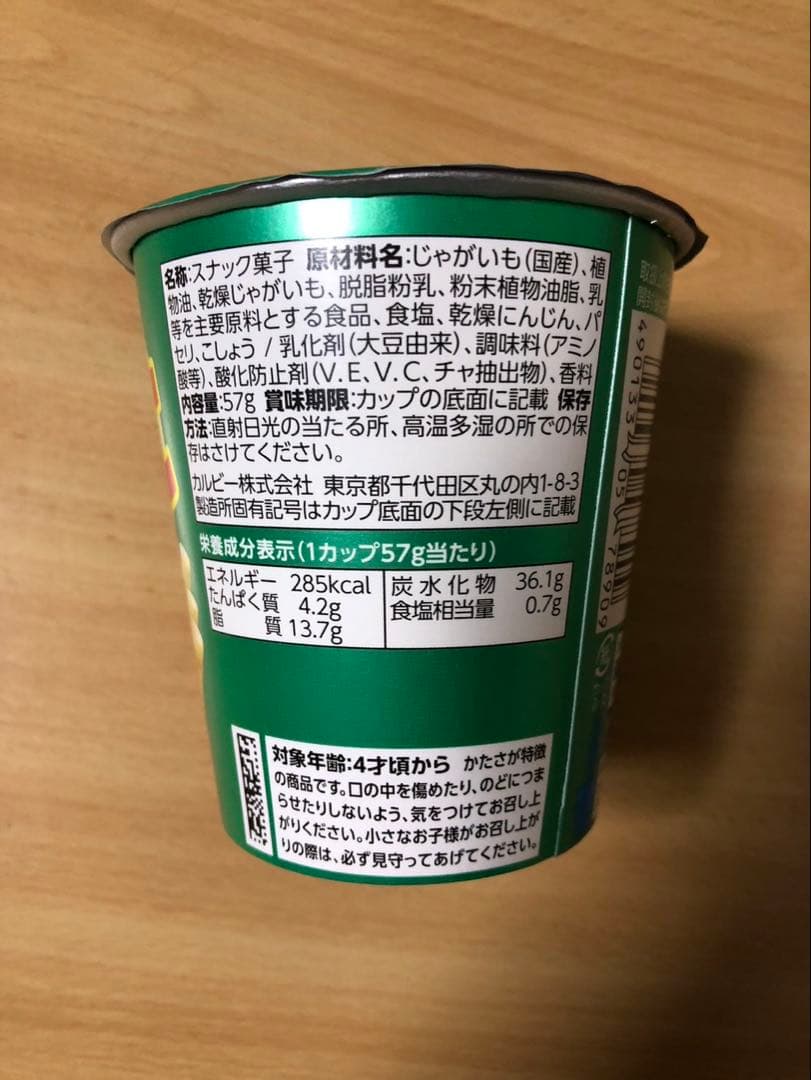 名称:スナック菓子 原材料名:じゃがいも(国産)、植
物油、乾燥じゃがいも、脱脂粉乳、粉末植物油脂、乳
等を主要原料とする食品、食塩、乾燥にんじん、パ
セリ、こしょう / 乳化剤(大豆由来)、調味料(アミノ
酸等)、酸化防止剤(V.E、V.C、チャ抽出物)、香料
内容量:57g 賞味期限:カップの底面に記載 保存
方法:直射日光の当たる所、高温多湿の所での保
存はさけてください。
カルビー株式会社 東京都千代田区丸の内1-8-3
製造所固有記号はカップ底面の下段左側に記載
栄養成分表示(1カップ57g当たり)
エネルギー 285kcal
たんぱく質 4.2g
脂質 13.7g
炭水化物 36.1g
食塩相当量 0.7g
対象年齢:4才頃から かたさが特徴
の商品です。口の中を傷めたり、のどにつま
らせたりしないよう、気をつけてお召し上
がりください。小さなお子様がお召し上が
りの際は、必ず見守ってあげてください。
490133 05 78909